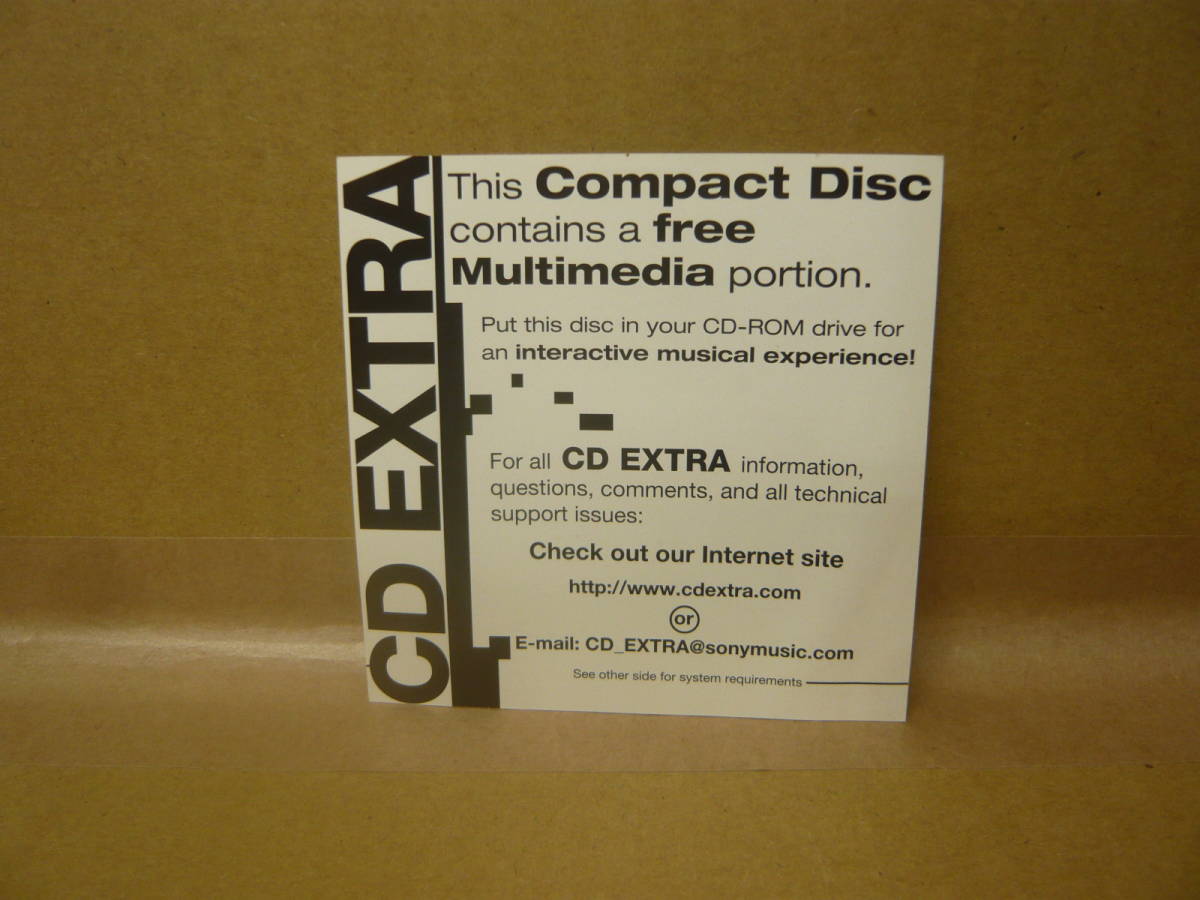 CD EXTRA
This Compact Disc
contains a free
Multimedia portion.
Put this disc in your CD-ROM drive for
an interactive musical experience!
For all CD EXTRA information,
questions, comments, and all technical
support issues:
Check out our Internet site
http://www.cdextra.com
or
E-mail: CD_EXTRA@sonymusic.com
See other side for system requirements